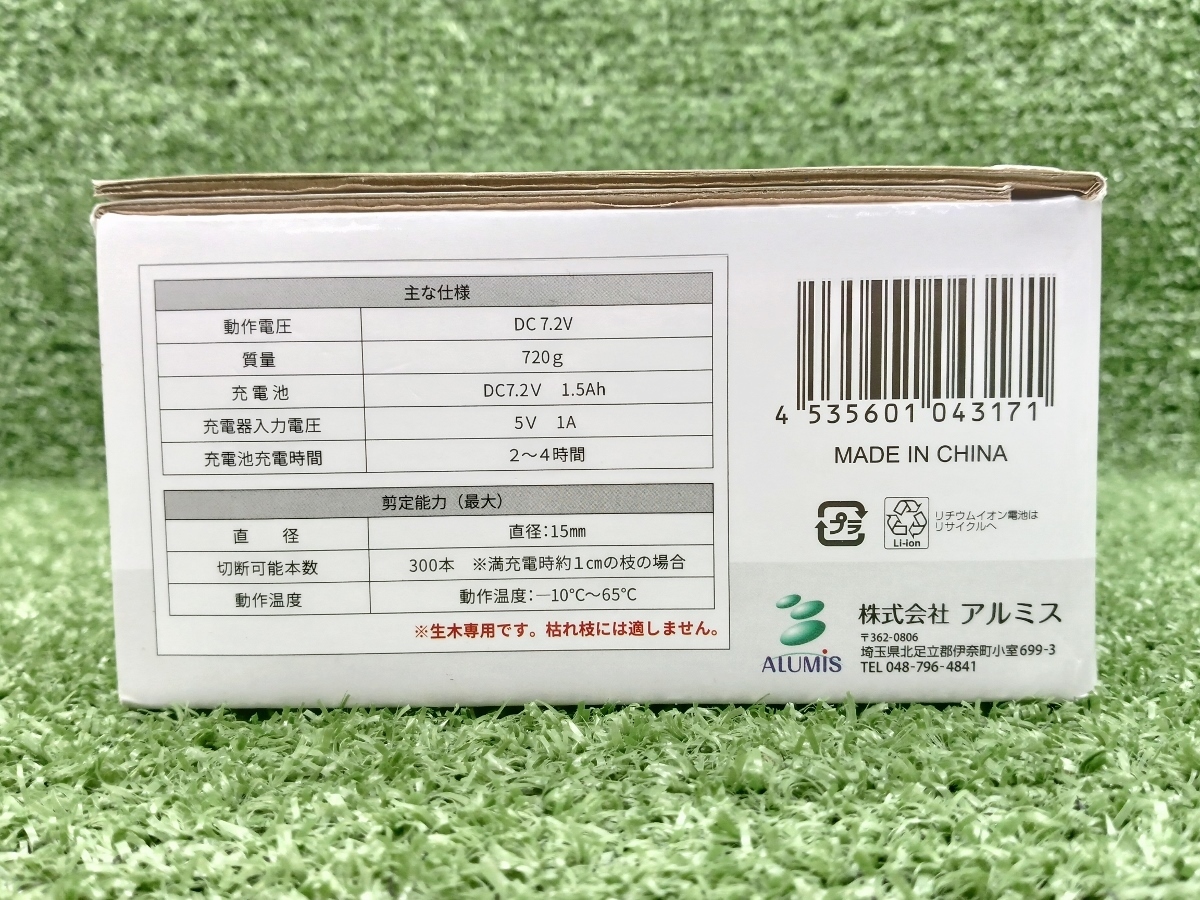 主な仕様
動作電圧 DC 7.2V
質量 720g
充電池 DC7.2V 1.5Ah
充電器入力電圧 5V 1A
充電池充電時間 2～4時間
剪定能力（最大）
直 径 直径：15mm
切断可能本数 300本 ※満充電時約1cmの枝の場合
動作温度 動作温度：—10℃～65℃
※生木専用です。枯れ枝には適しません。
4 535601 043171
MADE IN CHINA
プラ
Li-ion
リチウムイオン電池は
リサイクルへ
ALUMiS
株式会社 アルミス
〒362-0806
埼玉県北足立郡伊奈町小室699-3
TEL 048-796-4841